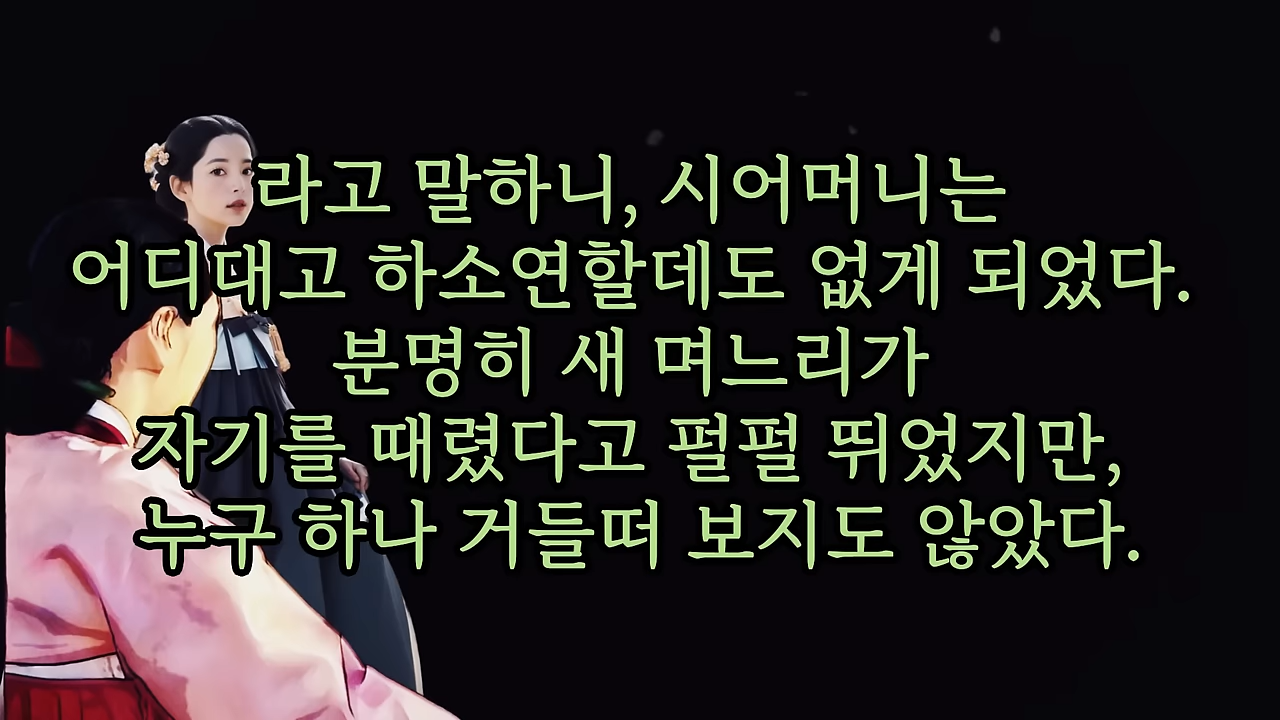 라고 말하니, 시어머니는
어디대고 하소연할데도 없게 되었다.
분명히 새 며느리가
자기를 때렸다고 펄펄 뛰었지만,
누구 하나 거들떠 보지도 않았다.